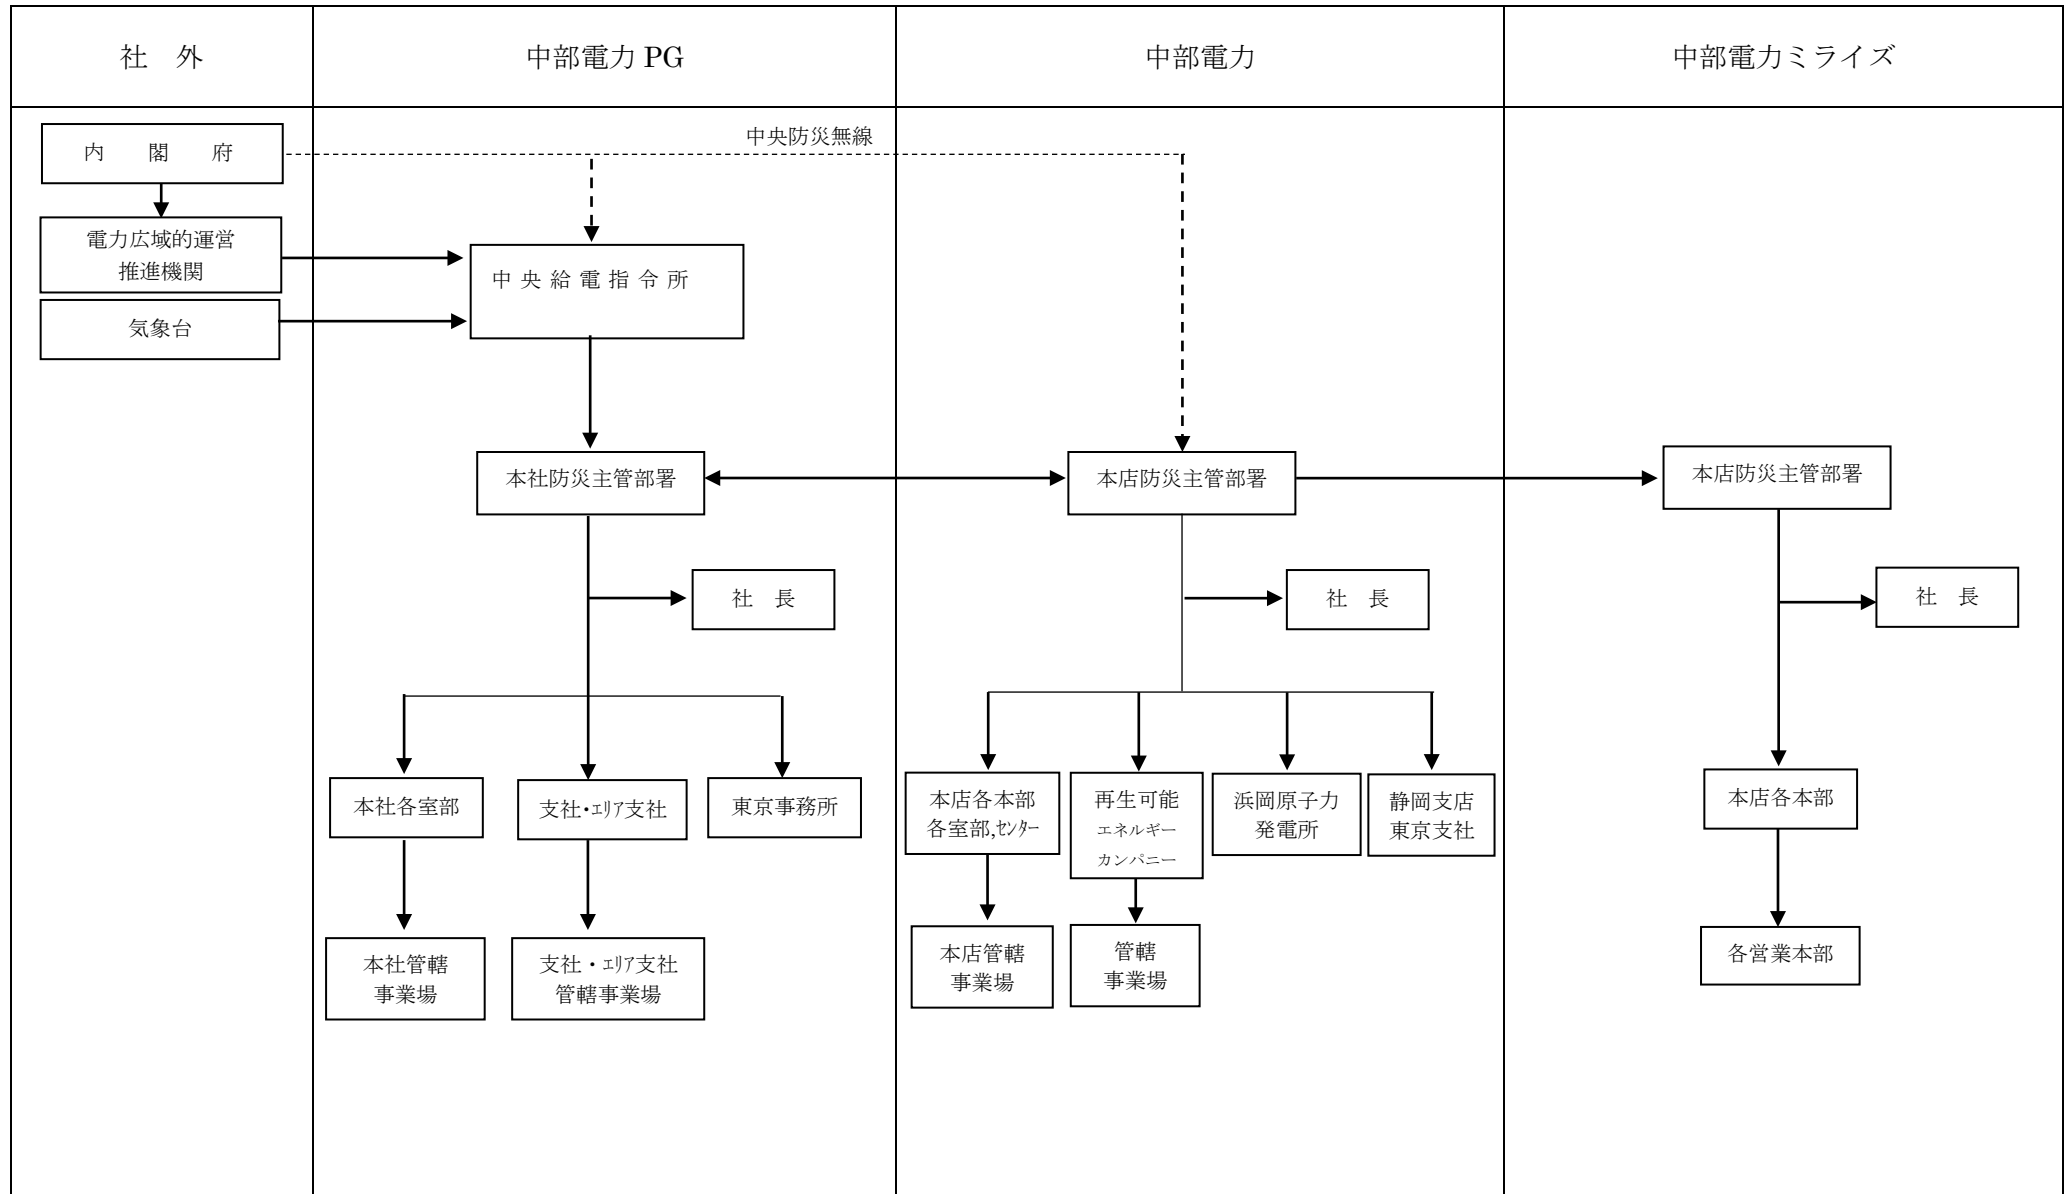 社　外
中部電力 PG
中部電力
中部電力ミライズ
内　閣　府
中央防災無線
電力広域的運営
推進機関
気象台
中 央 給 電 指 令 所
本社防災主管部署
本店防災主管部署
本店防災主管部署
社　長
社　長
社　長
本社各室部
支社・ｴﾘｱ支社
東京事務所
本店各本部
各室部,ｾﾝﾀｰ
再生可能
エネルギー
カンパニー
浜岡原子力
発電所
静岡支店
東京支社
本店各本部
本社管轄
事業場
支社・ｴﾘｱ支社
管轄事業場
本店管轄
事業場
管轄
事業場
各営業本部